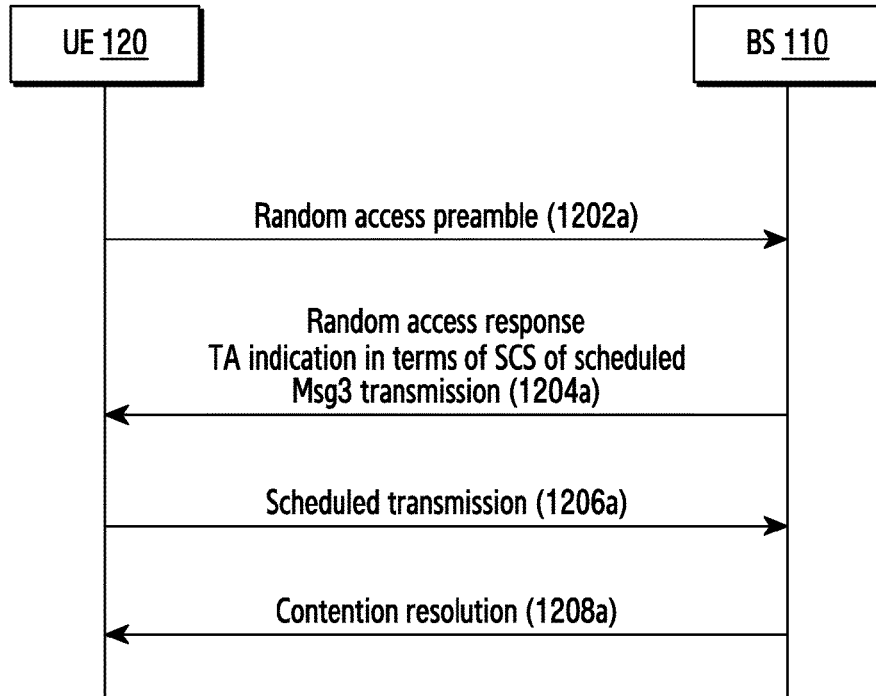 UE 120
BS 110
Random access preamble (1202a)
Random access response
TA indication in terms of SCS of scheduled
Msg3 transmission (1204a)
Scheduled transmission (1206a)
Contention resolution (1208a)